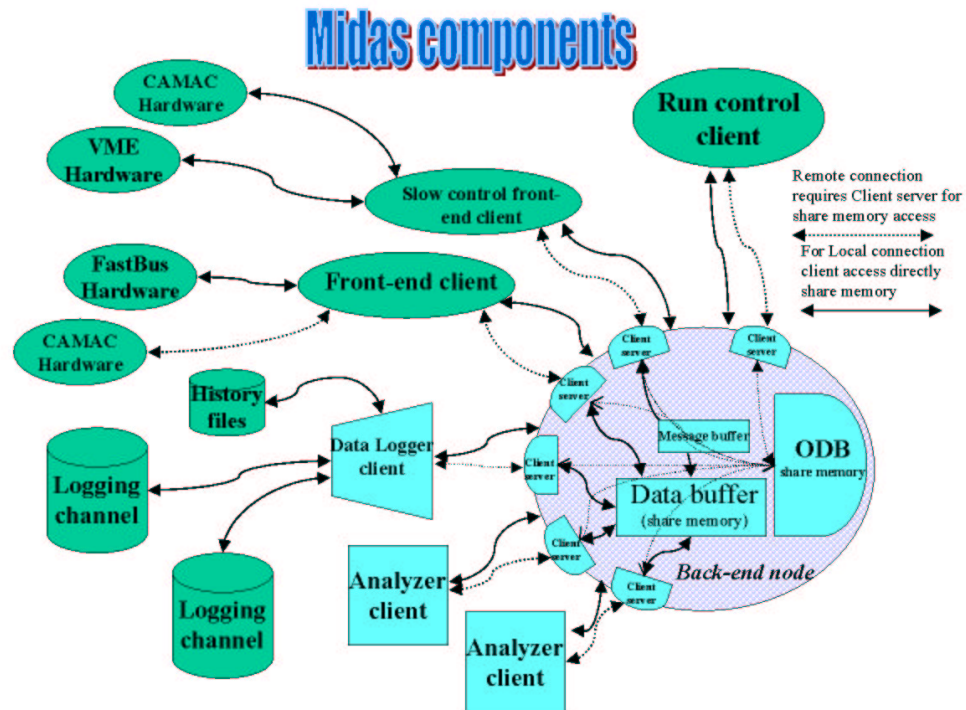 Midas components
CAMAC
Hardware
VME
Hardware
Slow control front-
end client
Run control
client
Remote connection
requires Client server for
share memory access
For Local connection
client access directly
share memory
FastBus
Hardware
Front-end client
CAMAC
Hardware
Client
server
Client
server
Client
server
History
files
Data Logger
client
Message buffer
ODB
share memory
Logging
channel
Client
server
Data buffer
(share memory)
Client
server
Back-end node
Client
server
Analyzer
client
Logging
channel
Analyzer
client